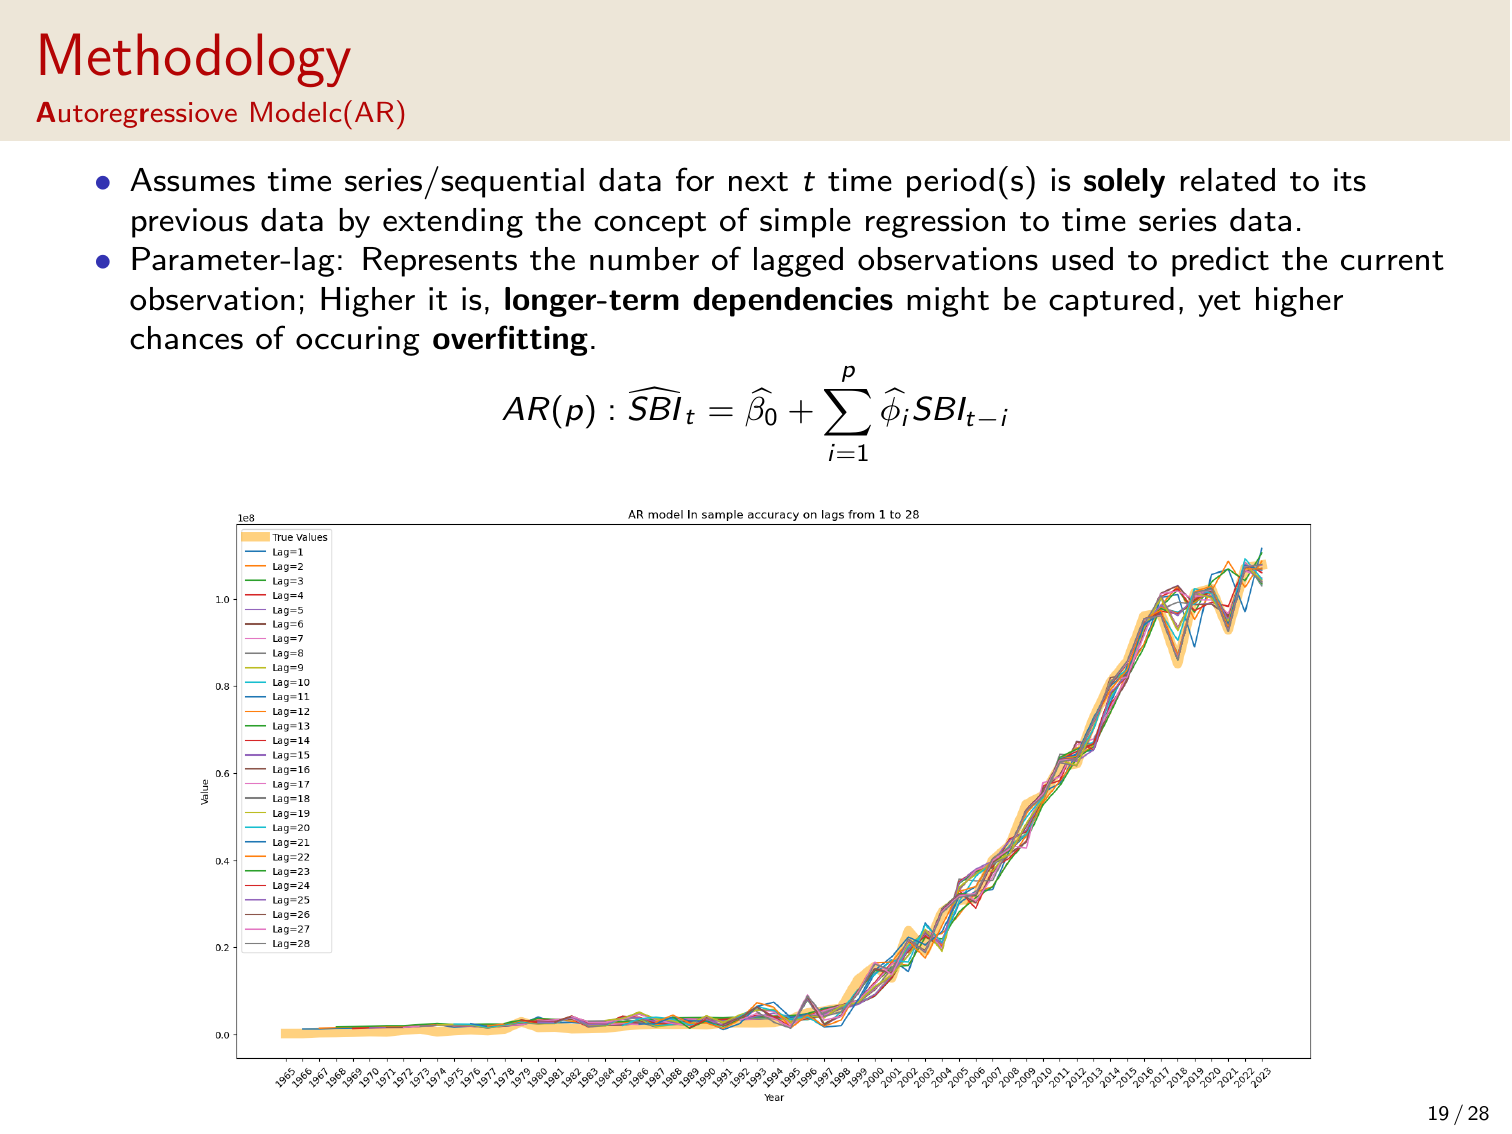 Methodology
Autoregressiove Modelc(AR)
• Assumes time series/sequential data for next t time period(s) is solely related to its
previous data by extending the concept of simple regression to time series data.
• Parameter-lag: Represents the number of lagged observations used to predict the current
observation; Higher it is, longer-term dependencies might be captured, yet higher
chances of occuring overfitting.
AR(p) : \widehat{SBI}_t = \widehat{β}_0 + \sum_{i=1}^{p} \widehat{ϕ}_i SBI_{t−i}
AR model In sample accuracy on lags from 1 to 28
1e8
True Values
Lag=1
Lag=2
Lag=3
Lag=4
Lag=5
Lag=6
Lag=7
Lag=8
Lag=9
Lag=10
Lag=11
Lag=12
Lag=13
Lag=14
Lag=15
Lag=16
Lag=17
Lag=18
Lag=19
Lag=20
Lag=21
Lag=22
Lag=23
Lag=24
Lag=25
Lag=26
Lag=27
Lag=28
1.0
0.8
0.6
0.4
0.2
0.0
Value
1965 1966 1967 1968 1969 1970 1971 1972 1973 1974 1975 1976 1977 1978 1979 1980 1981 1982 1983 1984 1985 1986 1987 1988 1989 1990 1991 1992 1993 1994 1995 1996 1997 1998 1999 2000 2001 2002 2003 2004 2005 2006 2007 2008 2009 2010 2011 2012 2013 2014 2015 2016 2017 2018 2019 2020 2021 2022 2023
Year
19 / 28